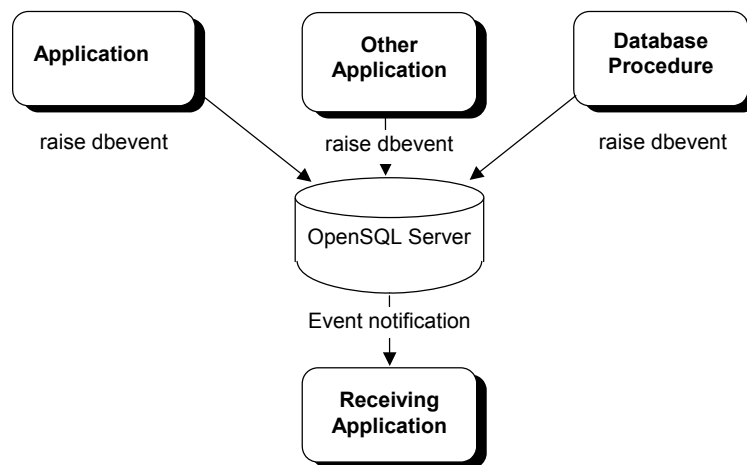 Application
Other
Application
Database
Procedure
raise dbevent
raise dbevent
raise dbevent
OpenSQL Server
Event notification
Receiving
Application